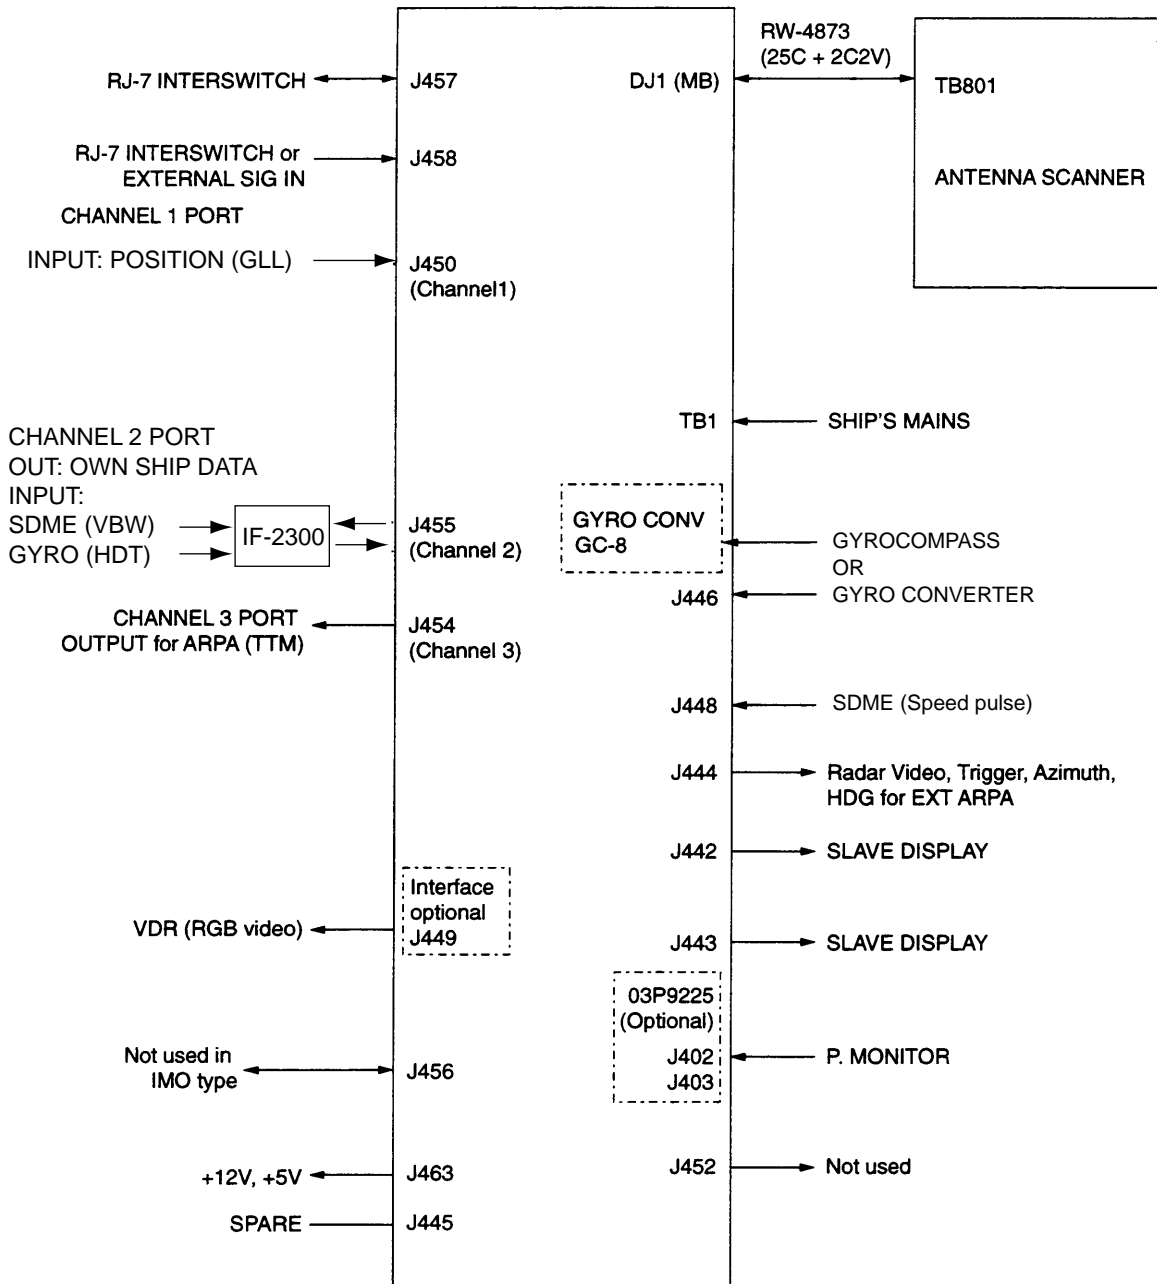 RJ-7 INTERSWITCH
J457
RJ-7 INTERSWITCH or
EXTERNAL SIG IN
J458
CHANNEL 1 PORT
INPUT: POSITION (GLL)
J450
(Channel1)
CHANNEL 2 PORT
OUT: OWN SHIP DATA
INPUT:
SDME (VBW)
GYRO (HDT)
IF-2300
J455
(Channel 2)
CHANNEL 3 PORT
OUTPUT for ARPA (TTM)
J454
(Channel 3)
VDR (RGB video)
Interface
optional
J449
Not used in
IMO type
J456
+12V, +5V
J463
SPARE
J445
DJ1 (MB)
RW-4873
(25C + 2C2V)
TB801
ANTENNA SCANNER
TB1
SHIP'S MAINS
GYRO CONV
GC-8
GYROCOMPASS
OR
GYRO CONVERTER
J446
J448
SDME (Speed pulse)
J444
Radar Video, Trigger, Azimuth,
HDG for EXT ARPA
J442
SLAVE DISPLAY
J443
SLAVE DISPLAY
03P9225
(Optional)
J402
J403
P. MONITOR
J452
Not used